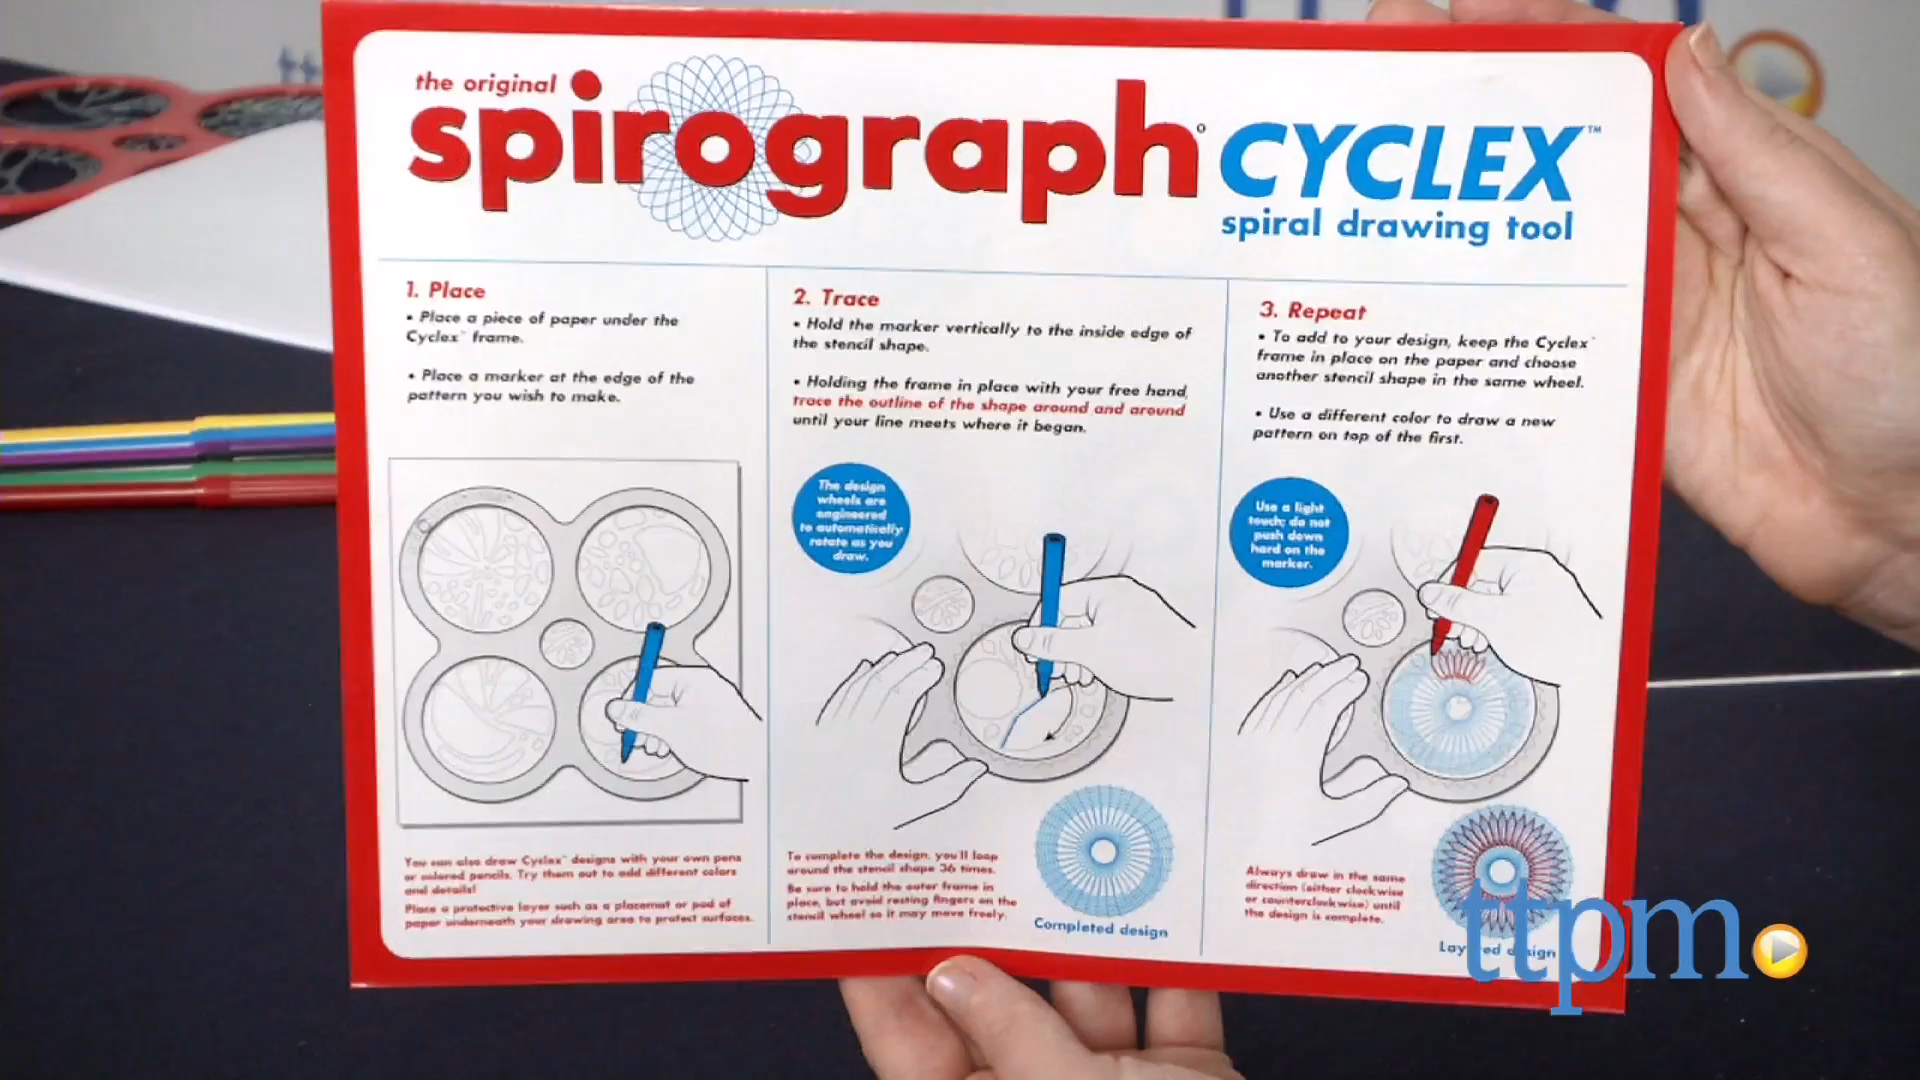 the original
spirograph® CYCLEX™
spiral drawing tool
1. Place
• Place a piece of paper under the
Cyclex™ frame.
• Place a marker at the edge of the
pattern you wish to make.
You can also draw Cyclex™ designs with your own pens
or colored pencils. Try them out to add different colors
and details!
Place a protective layer such as a placemat or pad of
paper underneath your drawing area to protect surfaces.
2. Trace
• Hold the marker vertically to the inside edge of
the stencil shape.
• Holding the frame in place with your free hand,
trace the outline of the shape around and around
until your line meets where it began.
The design
wheels are
engineered
to automatically
rotate as you
draw.
To complete the design, you'll loop
around the stencil shape 36 times.
Be sure to hold the outer frame in
place, but avoid resting fingers on the
stencil wheel so it may move freely.
Completed design
3. Repeat
• To add to your design, keep the Cyclex™
frame in place on the paper and choose
another stencil shape in the same wheel.
• Use a different color to draw a new
pattern on top of the first.
Use a light
touch; do not
push down
hard on the
marker.
Always draw in the same
direction (either clockwise
or counterclockwise) until
the design is complete.
Layered design
ttpm